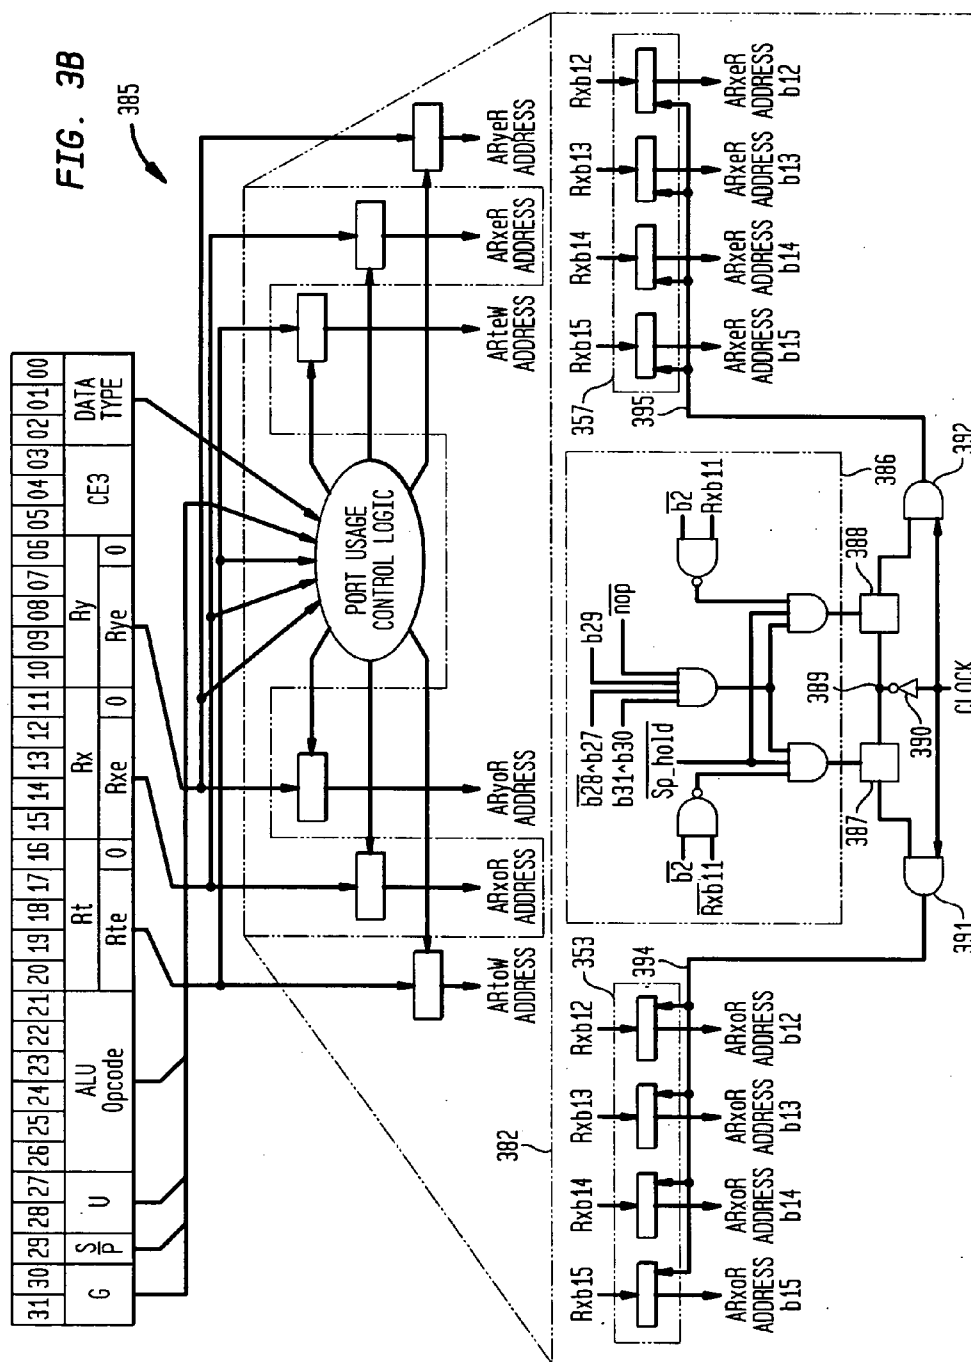 FIG. 3B
385
31 30 29 28 27 26 25 24 23 22 21 20 19 18 17 16 15 14 13 12 11 10 09 08 07 06 05 04 03 02 01 00
G S/P U ALU Opcode Rt Rx Ry CE3 DATA TYPE
Rte 0 Rxe 0 Rye 0
PORT USAGE
CONTROL LOGIC
ARtoW
ADDRESS
ARxoR
ADDRESS
ARyoR
ADDRESS
ARteW
ADDRESS
ARxeR
ADDRESS
ARyeR
ADDRESS
382
353
Rxb15 Rxb14 Rxb13 Rxb12
ARxoR
ADDRESS
b15
ARxoR
ADDRESS
b14
ARxoR
ADDRESS
b13
ARxoR
ADDRESS
b12
394
b2
Rxb11
Sp_hold
b31^b30
b28^b27
b29
nop
b2
Rxb11
386
387
388
389
390
391
392
CLOCK
357
395
Rxb15 Rxb14 Rxb13 Rxb12
ARxeR
ADDRESS
b15
ARxeR
ADDRESS
b14
ARxeR
ADDRESS
b13
ARxeR
ADDRESS
b12